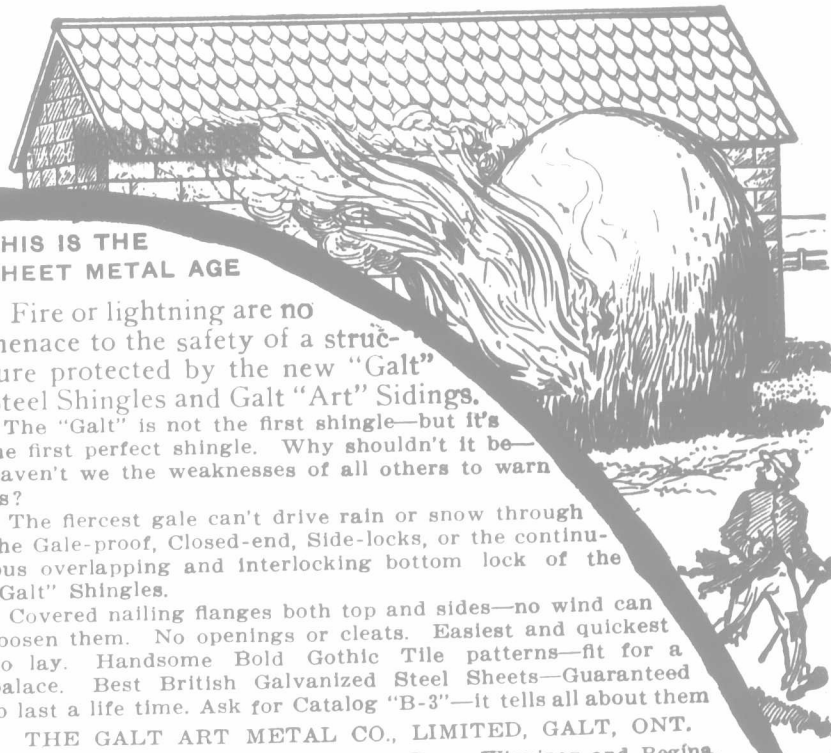 HIS IS THE
HEET METAL AGE
Fire or lightning are no
enace to the safety of a struc-
ure protected by the new "Galt"
teel Shingles and Galt "Art" Sidings.
The "Galt" is not the first shingle—but it's
he first perfect shingle. Why shouldn't it be—
aven't we the weaknesses of all others to warn
s?
The fiercest gale can't drive rain or snow through
he Gale-proof, Closed-end, Side-locks, or the continu-
ous overlapping and interlocking bottom lock of the
Galt" Shingles.
Covered nailing flanges both top and sides—no wind can
oosen them. No openings or cleats. Easiest and quickest
o lay. Handsome Bold Gothic Tile patterns—fit for a
palace. Best British Galvanized Steel Sheets—Guaranteed
o last a life time. Ask for Catalog "B-3"—it tells all about them
THE GALT ART METAL CO., LIMITED, GALT, ONT.
Winnipeg and Regina.